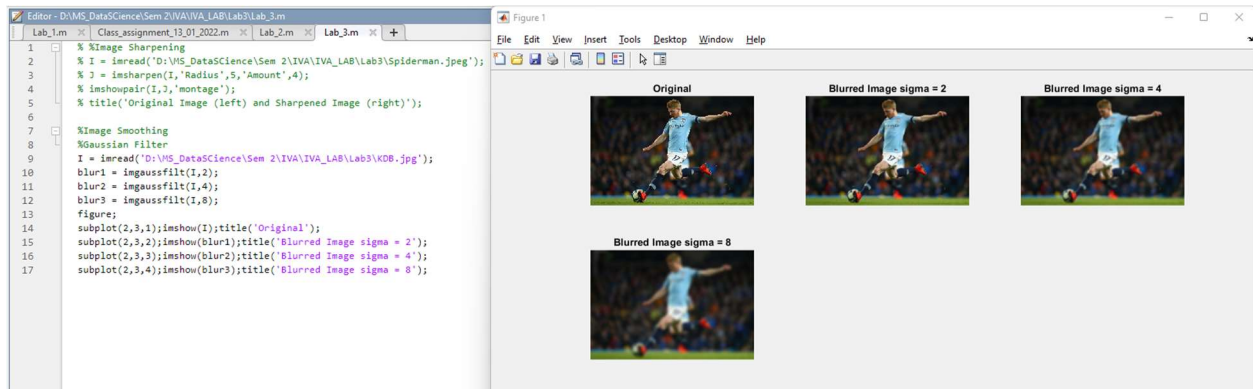 Editor - D:\MS_DataSCience\Sem 2\IVA\IVA_LAB\Lab3\Lab_3.m
Lab_1.m Class_assignment_13_01_2022.m Lab_2.m Lab_3.m +
1 % %Image Sharpening
2 % I = imread('D:\MS_DataSCience\Sem 2\IVA\IVA_LAB\Lab3\Spiderman.jpeg');
3 % J = imsharpen(I,'Radius',5,'Amount',4);
4 % imshowpair(I,J,'montage');
5 % title('Original Image (left) and Sharpened Image (right)');
6
7 %Image Smoothing
8 %Gaussian Filter
9 I = imread('D:\MS_DataSCience\Sem 2\IVA\IVA_LAB\Lab3\KDB.jpg');
10 blur1 = imgaussfilt(I,2);
11 blur2 = imgaussfilt(I,4);
12 blur3 = imgaussfilt(I,8);
13 figure;
14 subplot(2,3,1);imshow(I);title('Original');
15 subplot(2,3,2);imshow(blur1);title('Blurred Image sigma = 2');
16 subplot(2,3,3);imshow(blur2);title('Blurred Image sigma = 4');
17 subplot(2,3,4);imshow(blur3);title('Blurred Image sigma = 8');
Figure 1
File Edit View Insert Tools Desktop Window Help
Original
Blurred Image sigma = 2
Blurred Image sigma = 4
Blurred Image sigma = 8